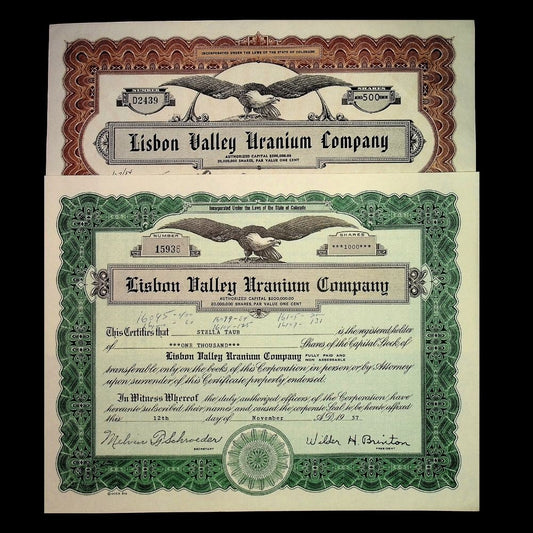 INCORPORATED UNDER THE LAWS OF THE STATE OF COLORADO
NUMBER
D2439
SHARES
500
Lisbon Valley Uranium Company
AUTHORIZED CAPITAL $200,000.00
20,000,000 SHARES, PAR VALUE ONE CENT
Incorporated Under the Laws of the State of Colorado
NUMBER
15936
SHARES
***1000***
Lisbon Valley Uranium Company
AUTHORIZED CAPITAL $200,000.00
20,000,000 SHARES, PAR VALUE ONE CENT
This Certifies that STELLA TAUB is the registered holder
of ***ONE THOUSAND*** Shares of the Capital Stock of
Lisbon Valley Uranium Company FULLY PAID AND NON ASSESSABLE
transferable only on the books of this Corporation in person or by Attorney
upon surrender of this Certificate properly endorsed.
In Witness Whereof the duly authorized officers of the Corporation have
hereunto subscribed their names and caused the corporate Seal to be hereto affixed
this 12th day of November A.D. 19 57.
Melvin B. Schroeder
Wilder H Brinton
SECRETARY
PRESIDENT